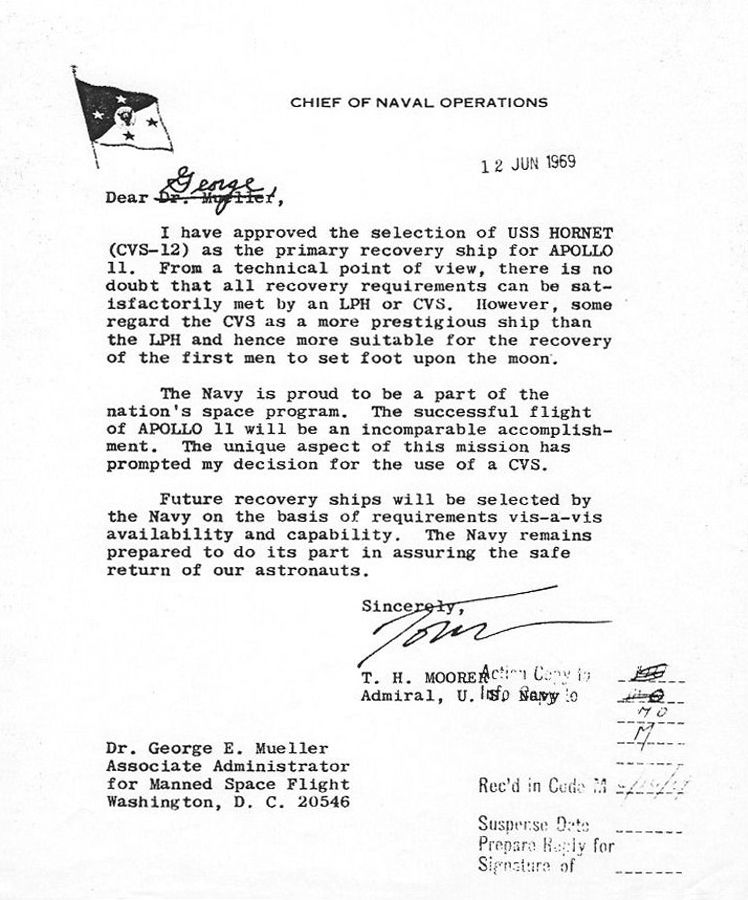 CHIEF OF NAVAL OPERATIONS
12 JUN 1969
George,
Dear Dr. Mueller,
I have approved the selection of USS HORNET
(CVS-12) as the primary recovery ship for APOLLO
11. From a technical point of view, there is no
doubt that all recovery requirements can be sat-
isfactorily met by an LPH or CVS. However, some
regard the CVS as a more prestigious ship than
the LPH and hence more suitable for the recovery
of the first men to set foot upon the moon.
The Navy is proud to be a part of the
nation's space program. The successful flight
of APOLLO 11 will be an incomparable accomplish-
ment. The unique aspect of this mission has
prompted my decision for the use of a CVS.
Future recovery ships will be selected by
the Navy on the basis of requirements vis-a-vis
availability and capability. The Navy remains
prepared to do its part in assuring the safe
return of our astronauts.
Sincerely,
Tom
T. H. MOORER
Admiral, U. S. Navy
Action Copy to
Info Copy to
MO
M
Dr. George E. Mueller
Associate Administrator
for Manned Space Flight
Washington, D. C. 20546
Rec'd in Code M
Suspense Date
Prepare Reply for
Signature of